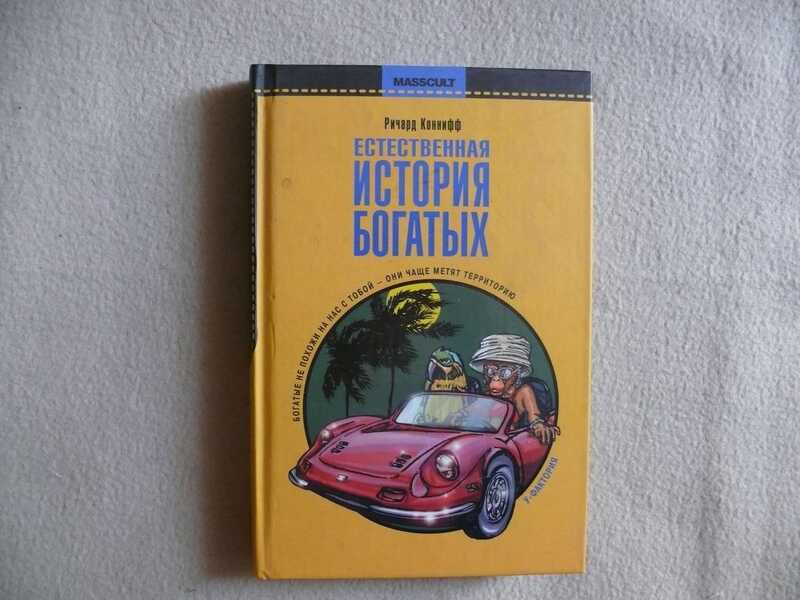 MASSCULT
Ричард Коннифф
ЕСТЕСТВЕННАЯ
ИСТОРИЯ
БОГАТЫХ
БОГАТЫЕ НЕ ПОХОЖИ НА НАС С ТОБОЙ – ОНИ ЧАЩЕ МЕТЯТ ТЕРРИТОРИЮ
У-ФАКТОРИЯ